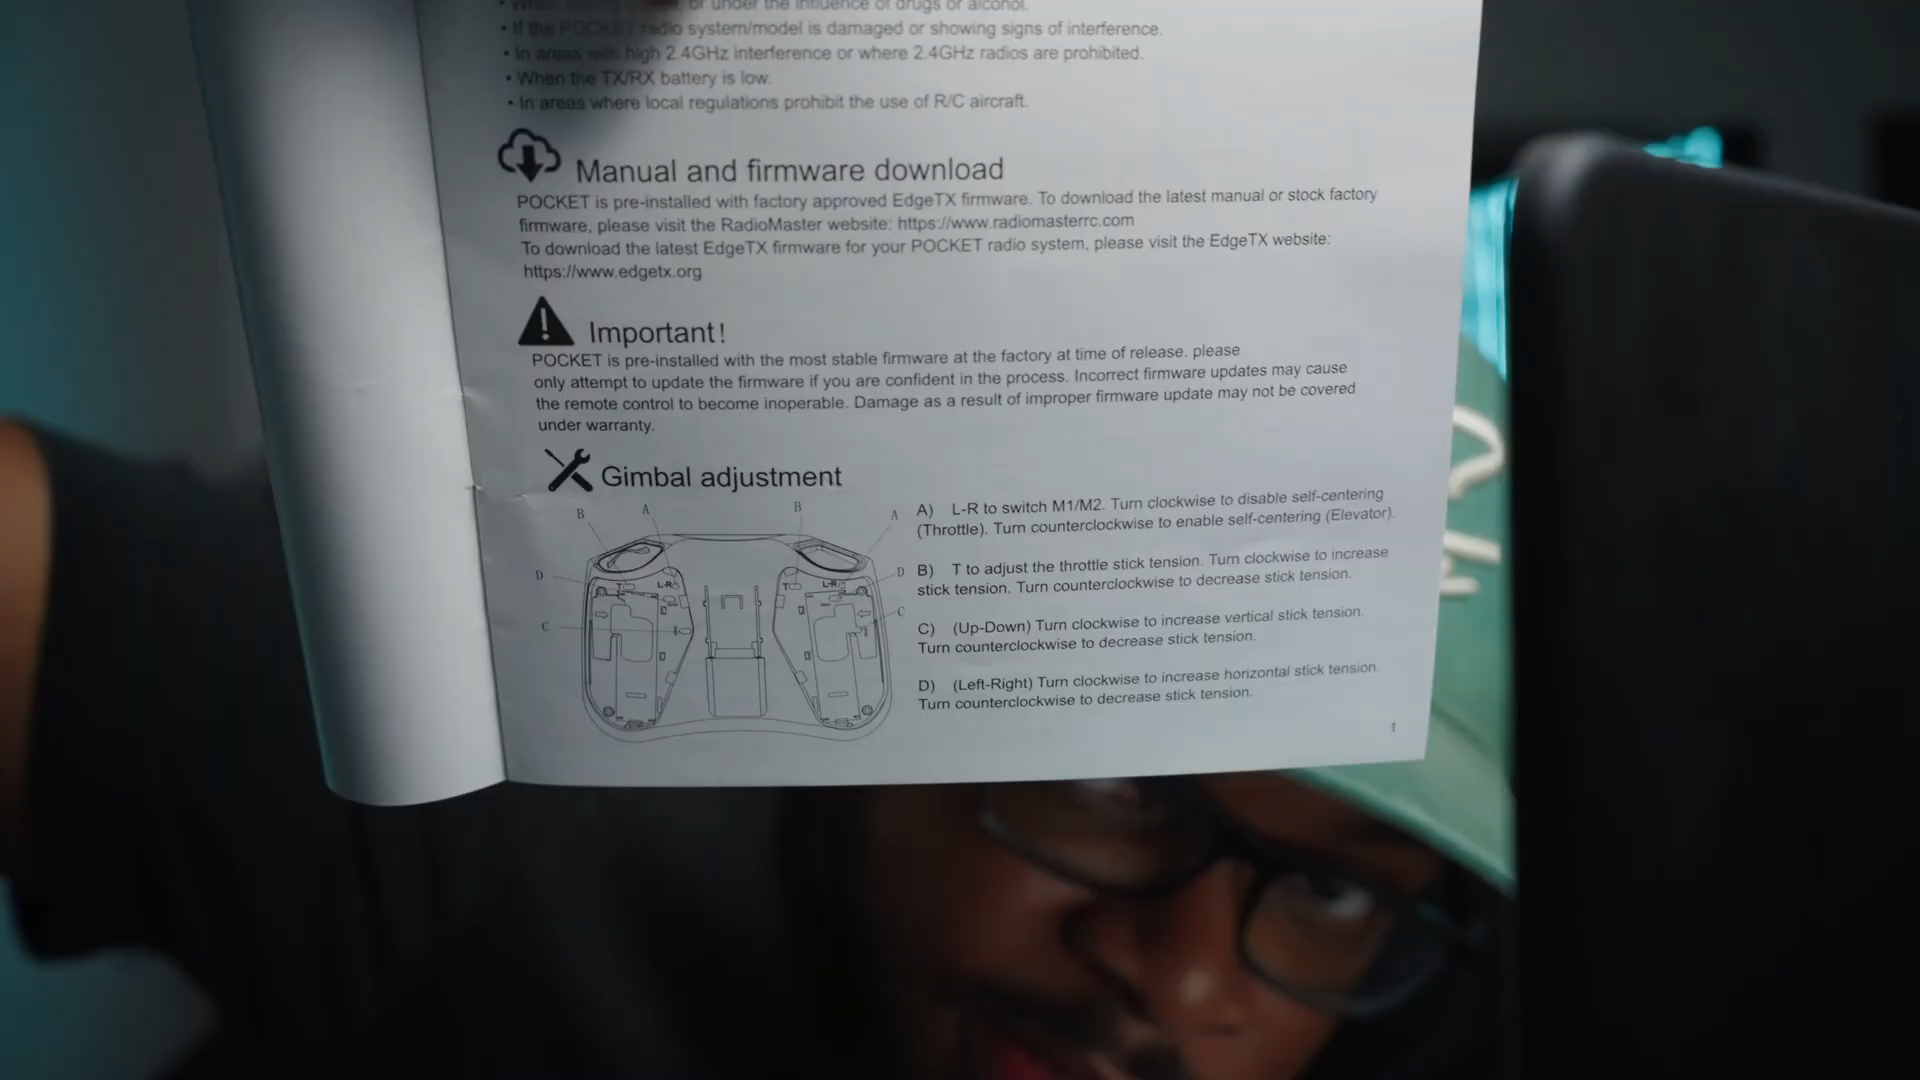 or under the influence of drugs or alcohol.
• If the POCKET radio system/model is damaged or showing signs of interference.
• In areas with high 2.4GHz interference or where 2.4GHz radios are prohibited.
• When the TX/RX battery is low.
• In areas where local regulations prohibit the use of R/C aircraft.
Manual and firmware download
POCKET is pre-installed with factory approved EdgeTX firmware. To download the latest manual or stock factory
firmware, please visit the RadioMaster website: https://www.radiomasterrc.com
To download the latest EdgeTX firmware for your POCKET radio system, please visit the EdgeTX website:
https://www.edgetx.org
Important!
POCKET is pre-installed with the most stable firmware at the factory at time of release. please
only attempt to update the firmware if you are confident in the process. Incorrect firmware updates may cause
the remote control to become inoperable. Damage as a result of improper firmware update may not be covered
under warranty.
Gimbal adjustment
B A B A
D D
T L-R T L-R
C C
A) L-R to switch M1/M2. Turn clockwise to disable self-centering
(Throttle). Turn counterclockwise to enable self-centering (Elevator).
B) T to adjust the throttle stick tension. Turn clockwise to increase
stick tension. Turn counterclockwise to decrease stick tension.
C) (Up-Down) Turn clockwise to increase vertical stick tension.
Turn counterclockwise to decrease stick tension.
D) (Left-Right) Turn clockwise to increase horizontal stick tension.
Turn counterclockwise to decrease stick tension.
1